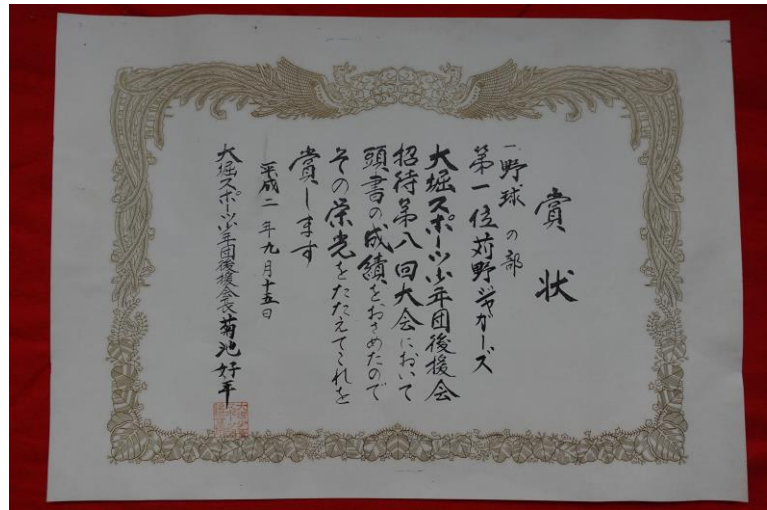 賞状
一野球の部
第一位苅野ジャガーズ
大堀スポーツ少年団後援会
招待第八回大会において
頭書の成績をおさめたので
その栄光をたたえてこれを
賞します
平成二年九月十五日
大堀スポーツ少年団後援会長菊池好平